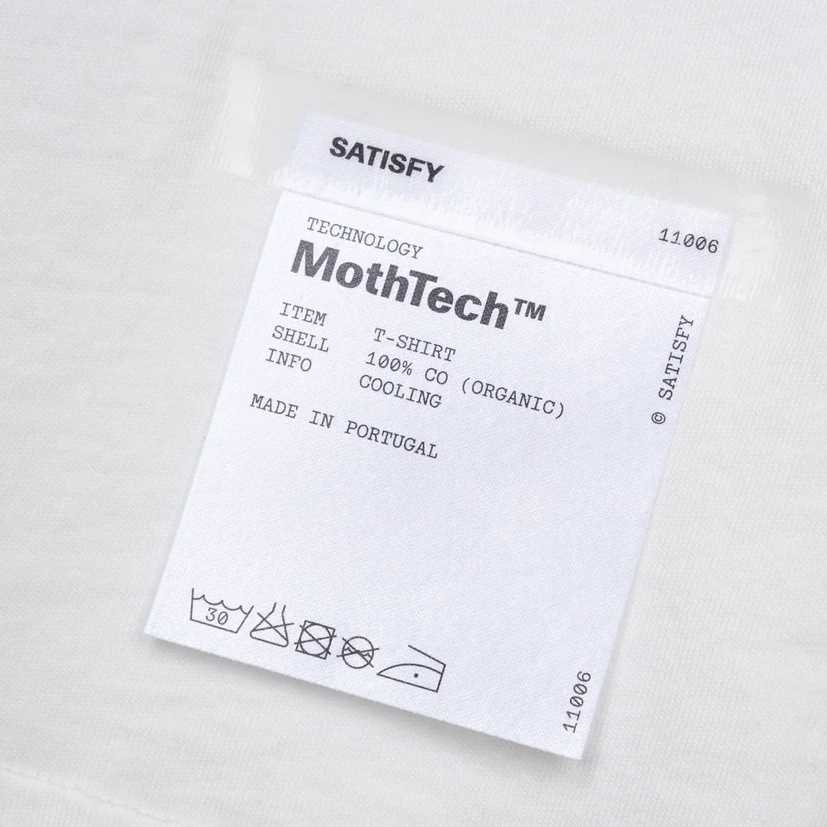 SATISFY
11006
TECHNOLOGY
MothTech™
ITEM T-SHIRT
SHELL 100% CO (ORGANIC)
INFO COOLING
MADE IN PORTUGAL
© SATISFY
30
11006